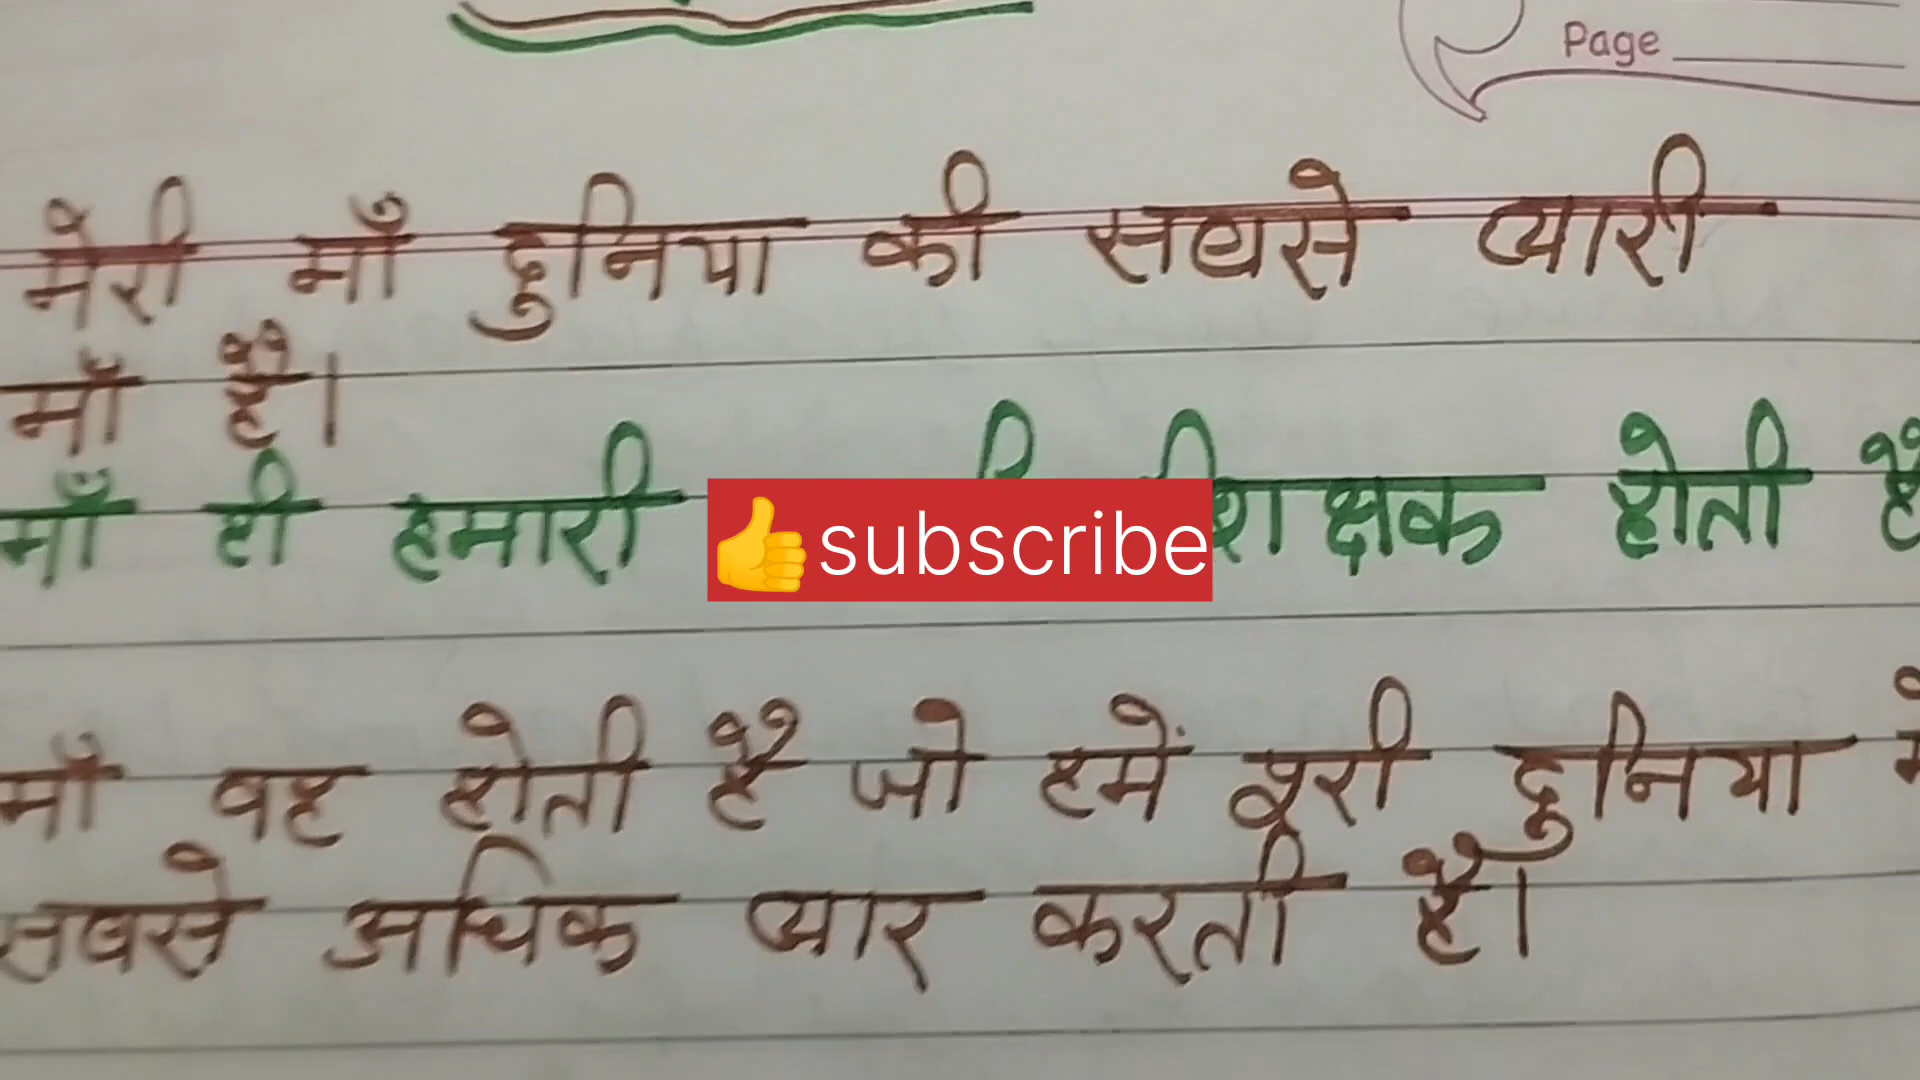 Page
मेरी माँ दुनिया की सबसे प्यारी
माँ है।
माँ ही हमारी शिक्षक होती है
👍subscribe
माँ वह होती है जो हमें पूरी दुनिया में
सबसे अधिक प्यार करती है।